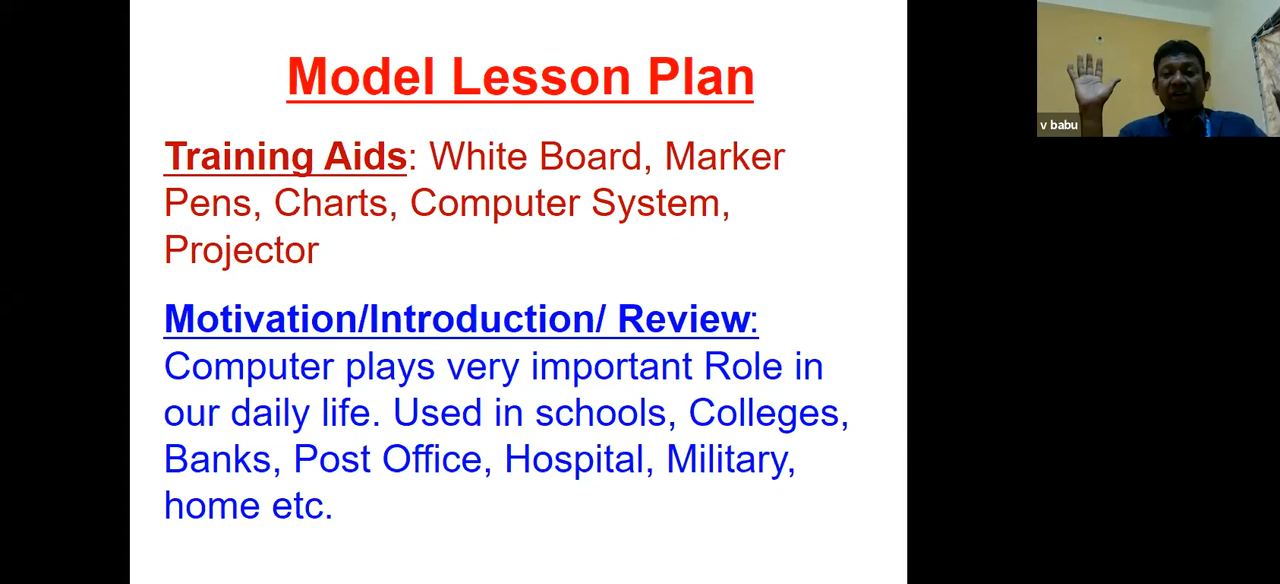 Model Lesson Plan
Training Aids: White Board, Marker
Pens, Charts, Computer System,
Projector
Motivation/Introduction/ Review:
Computer plays very important Role in
our daily life. Used in schools, Colleges,
Banks, Post Office, Hospital, Military,
home etc.
v babu